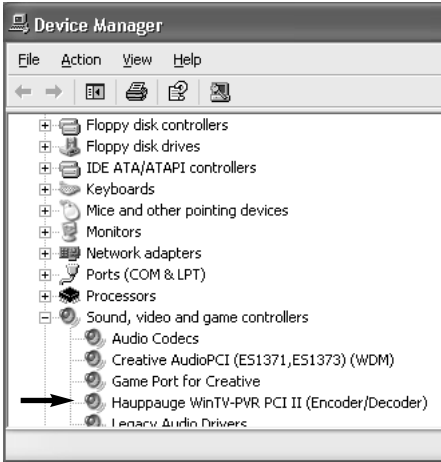 Device Manager
File Action View Help
Floppy disk controllers
Floppy disk drives
IDE ATA/ATAPI controllers
Keyboards
Mice and other pointing devices
Monitors
Network adapters
Ports (COM & LPT)
Processors
Sound, video and game controllers
Audio Codecs
Creative AudioPCI (ES1371,ES1373) (WDM)
Game Port for Creative
Hauppauge WinTV-PVR PCI II (Encoder/Decoder)
Legacy Audio Drivers